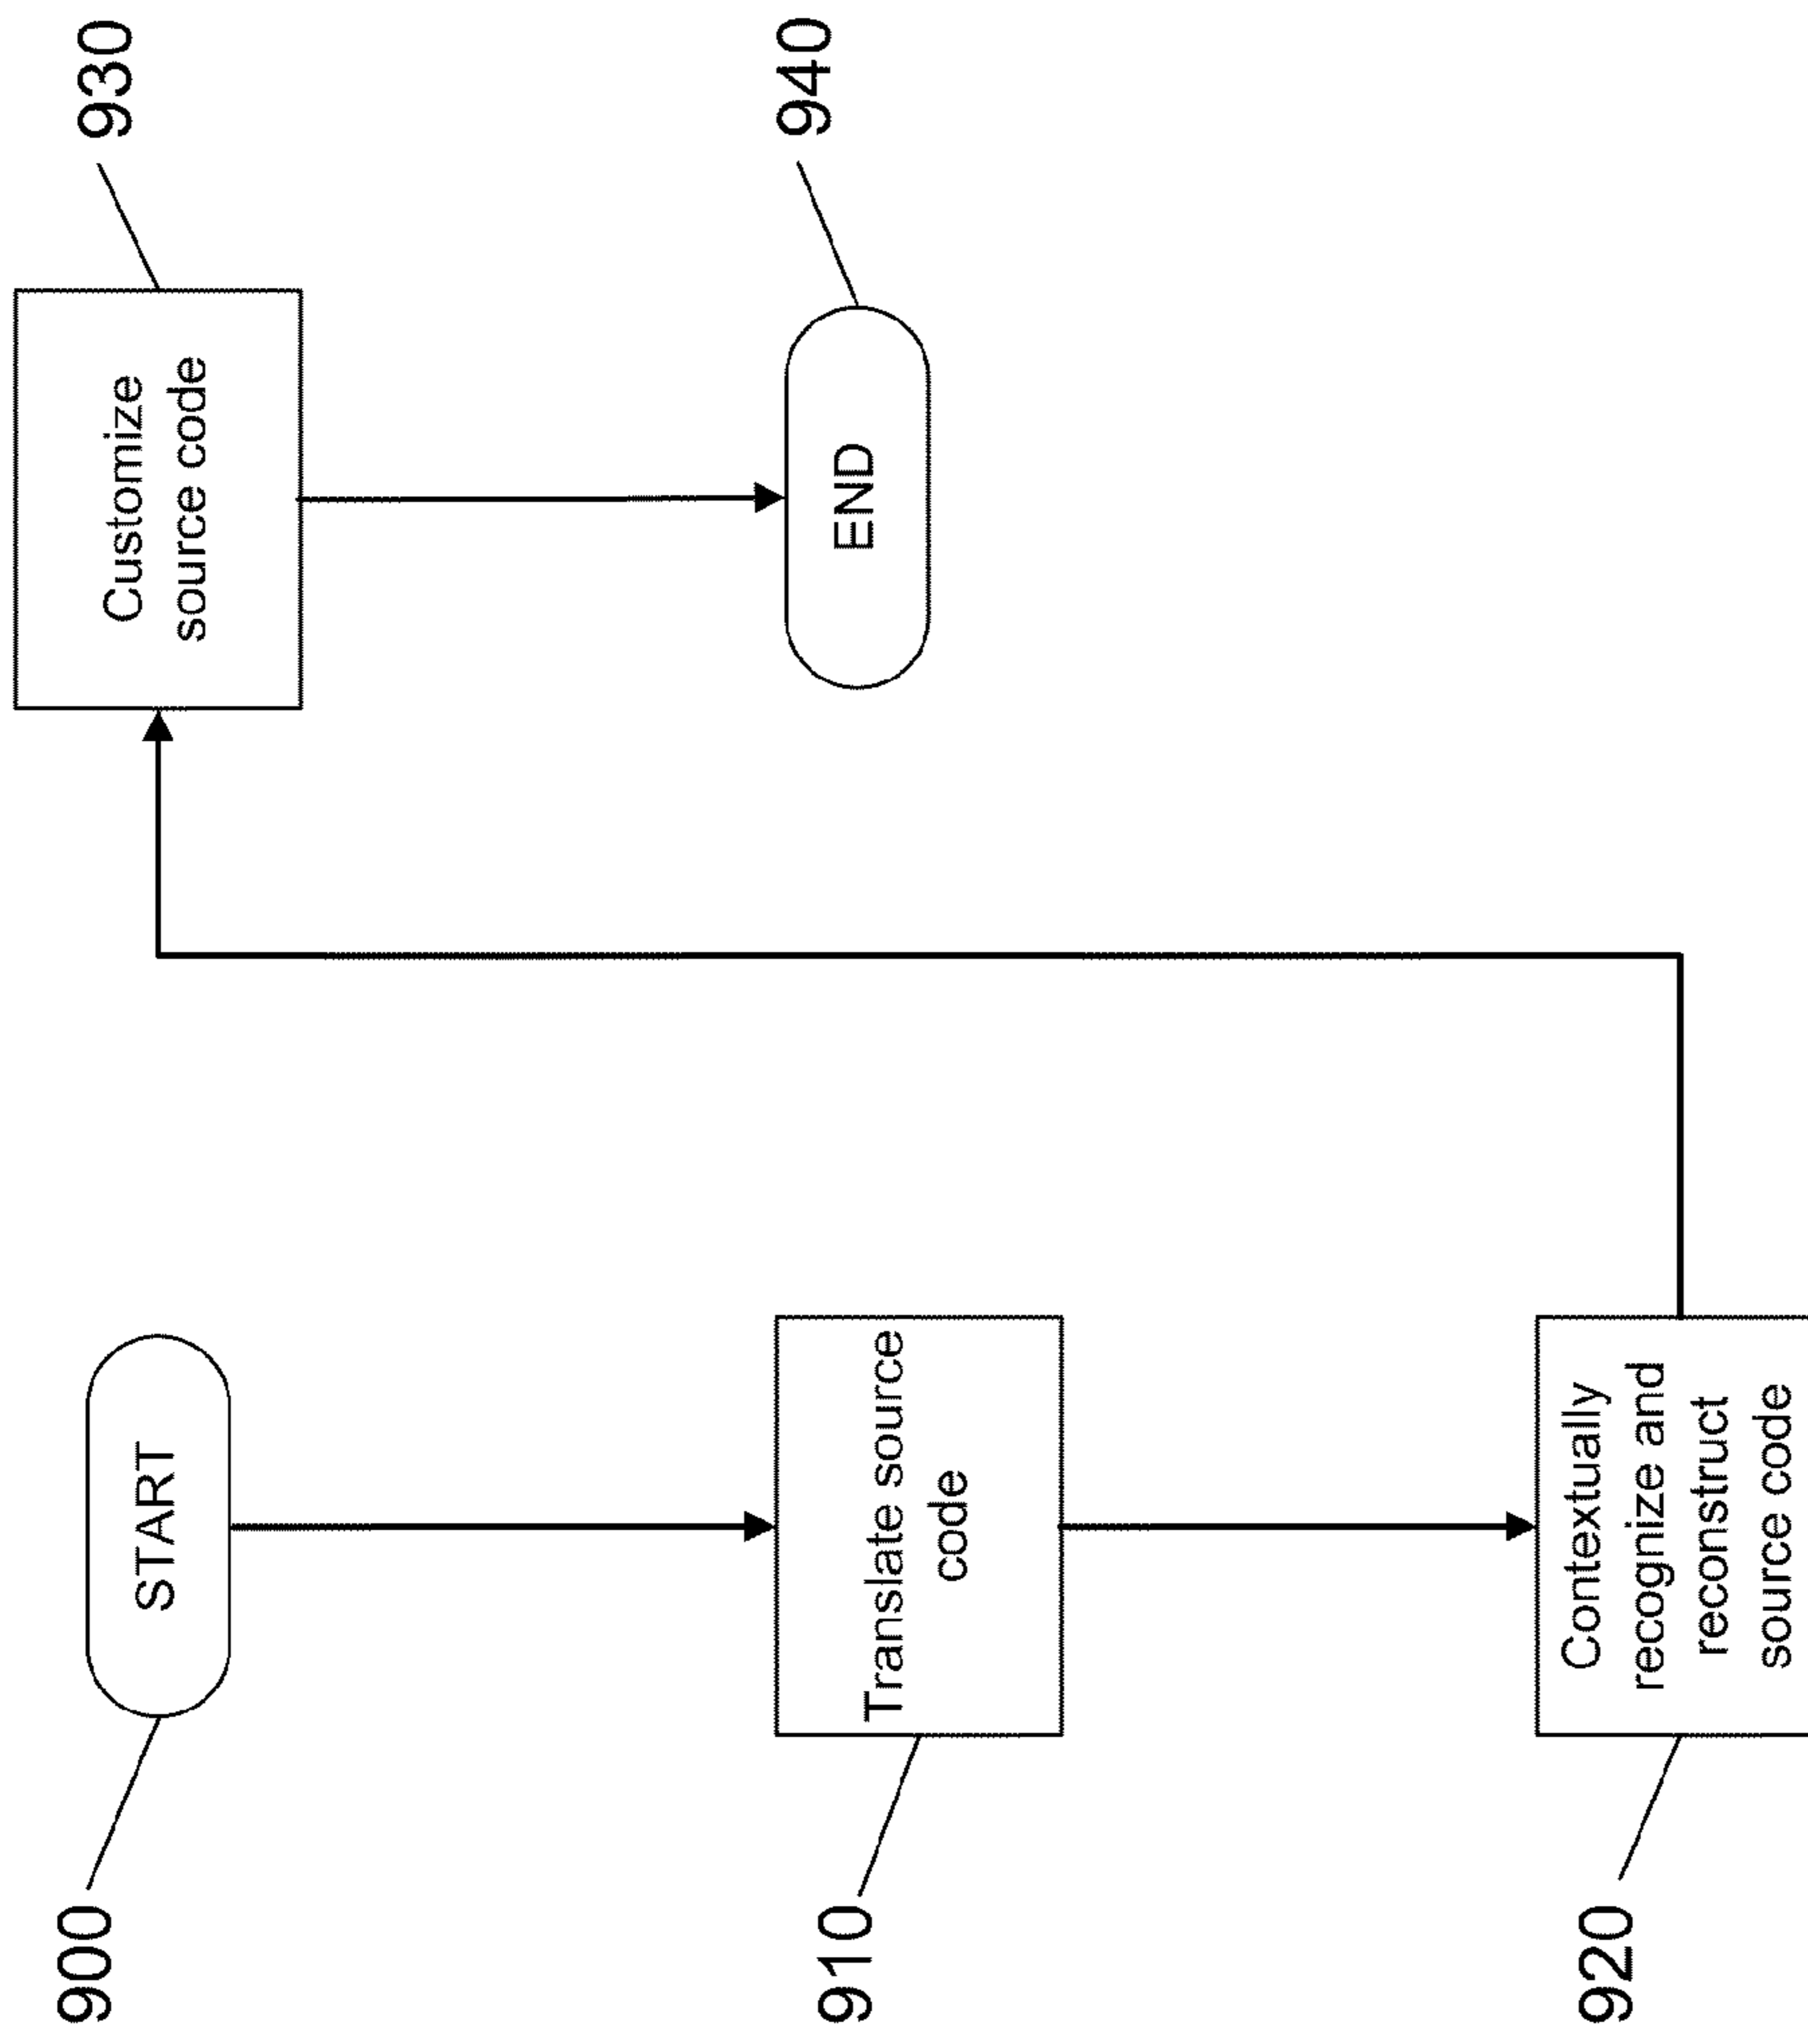 900
START
910
Translate source
code
920
Contextually
recognize and
reconstruct
source code
930
Customize
source code
940
END